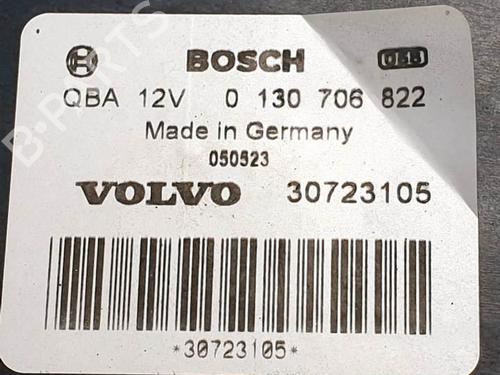 BOSCH
QBA 12V 0 130 706 822
Made in Germany
050523
VOLVO 30723105
*30723105*